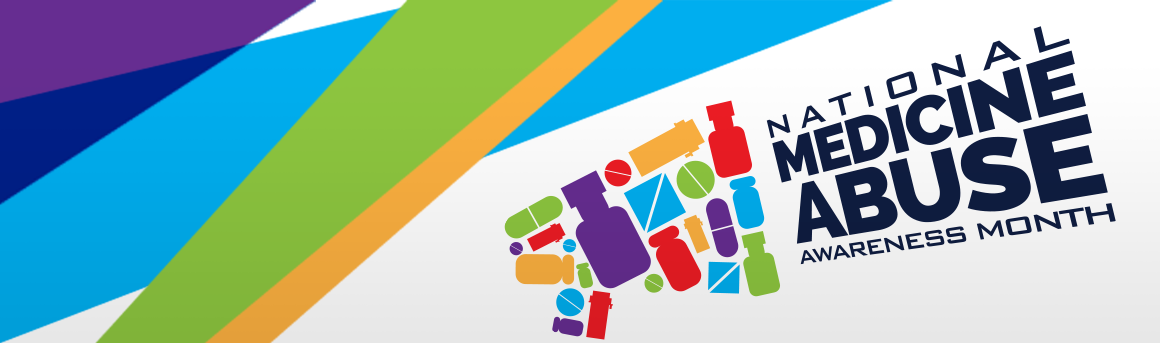 NATIONAL
MEDICINE
ABUSE
AWARENESS MONTH